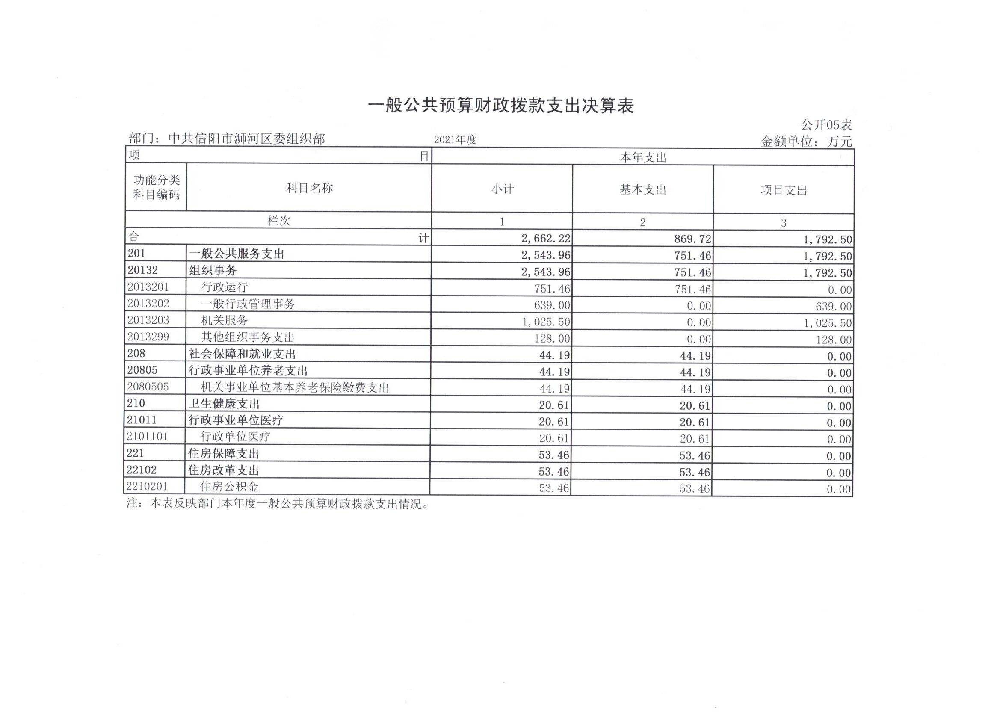 一般公共预算财政拨款支出决算表
公开05表
部门：中共信阳市浉河区委组织部 2021年度 金额单位：万元
项 目 本年支出
功能分类科目编码 科目名称 小计 基本支出 项目支出
栏次 1 2 3
合 计 2,662.22 869.72 1,792.50
201 一般公共服务支出 2,543.96 751.46 1,792.50
20132 组织事务 2,543.96 751.46 1,792.50
2013201 行政运行 751.46 751.46 0.00
2013202 一般行政管理事务 639.00 0.00 639.00
2013203 机关服务 1,025.50 0.00 1,025.50
2013299 其他组织事务支出 128.00 0.00 128.00
208 社会保障和就业支出 44.19 44.19 0.00
20805 行政事业单位养老支出 44.19 44.19 0.00
2080505 机关事业单位基本养老保险缴费支出 44.19 44.19 0.00
210 卫生健康支出 20.61 20.61 0.00
21011 行政事业单位医疗 20.61 20.61 0.00
2101101 行政单位医疗 20.61 20.61 0.00
221 住房保障支出 53.46 53.46 0.00
22102 住房改革支出 53.46 53.46 0.00
2210201 住房公积金 53.46 53.46 0.00
注：本表反映部门本年度一般公共预算财政拨款支出情况。